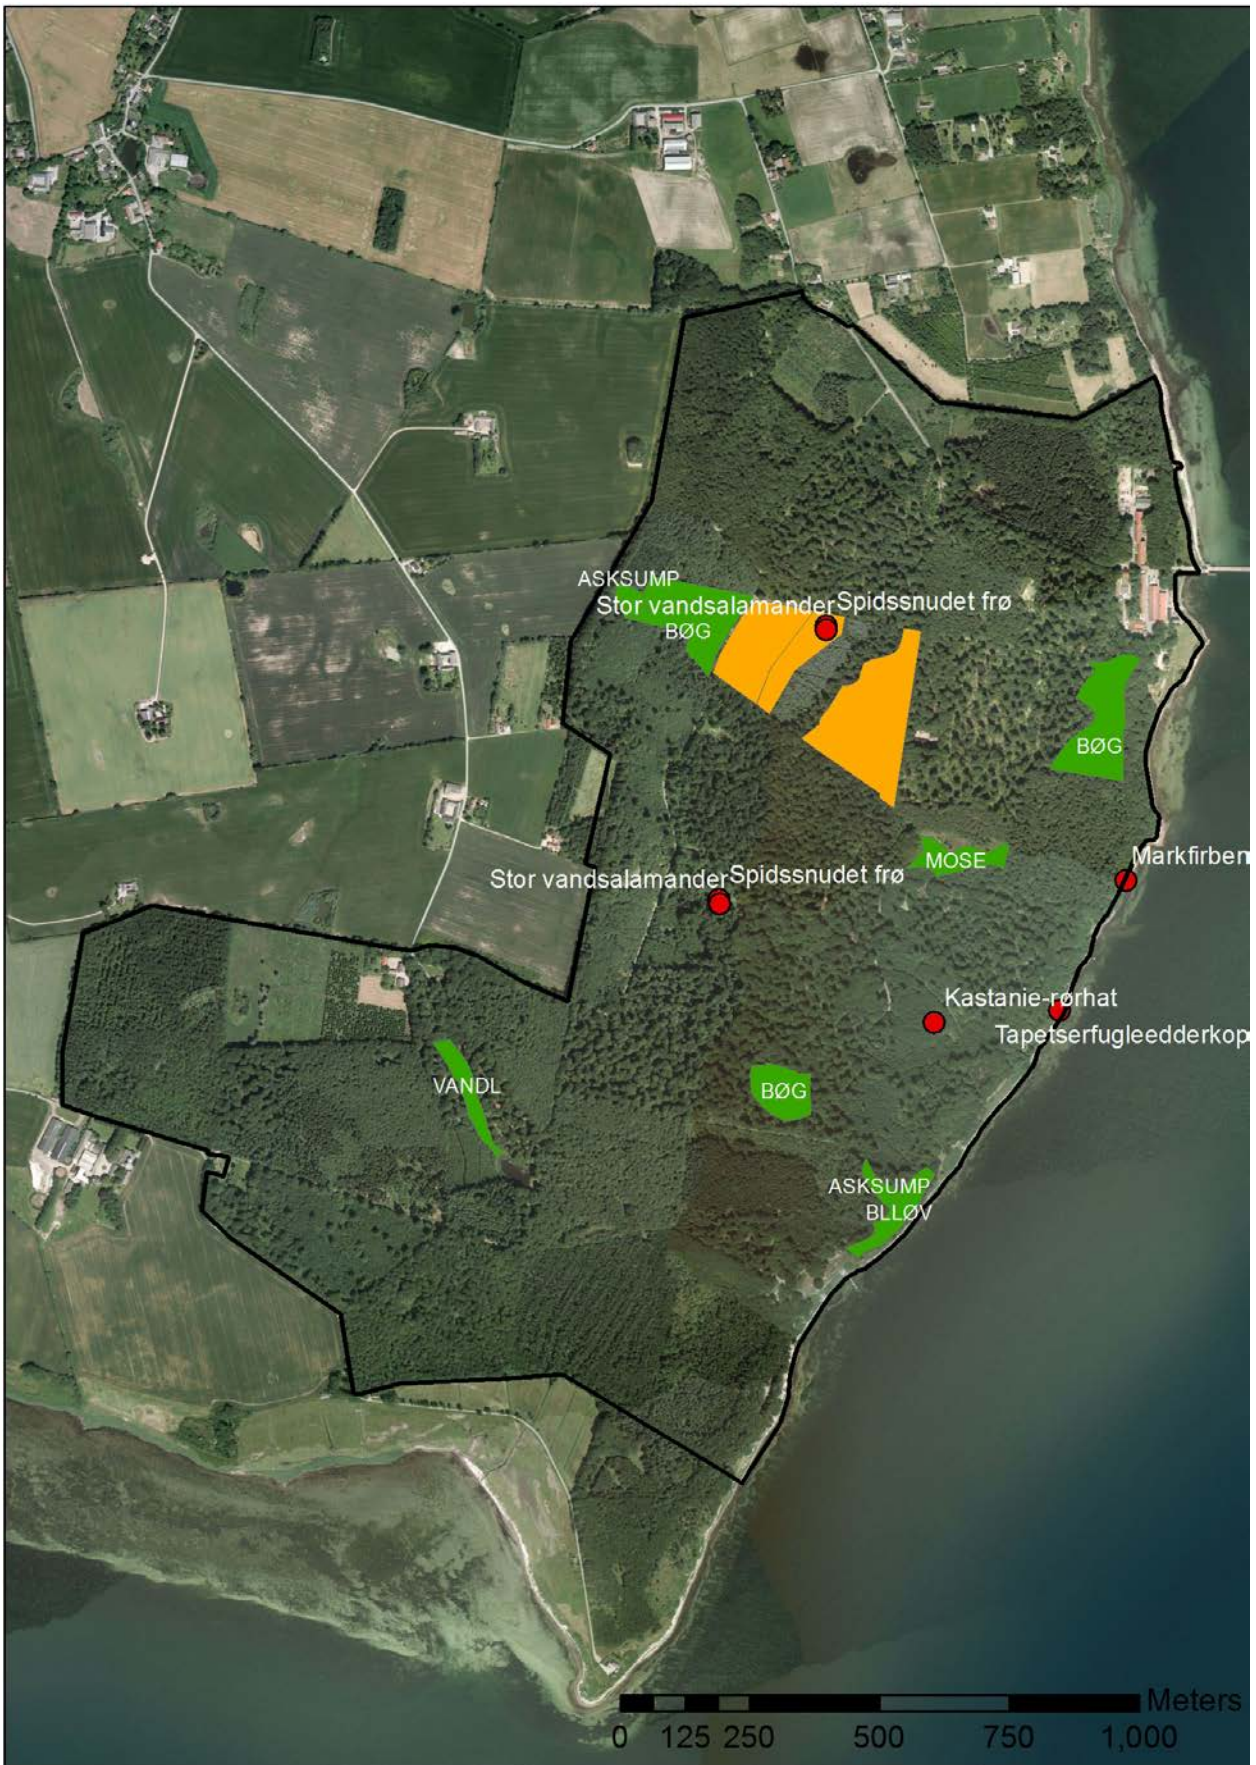 ASKSUMP
Stor vandsalamander Spidssnudet frø
BØG
BØG
MOSE
Markfirben
Stor vandsalamander Spidssnudet frø
Kastanie-rørhat
Tapetserfugleedderkop
VANDL
BØG
ASKSUMP
BLLØV
Meters
0 125 250 500 750 1,000